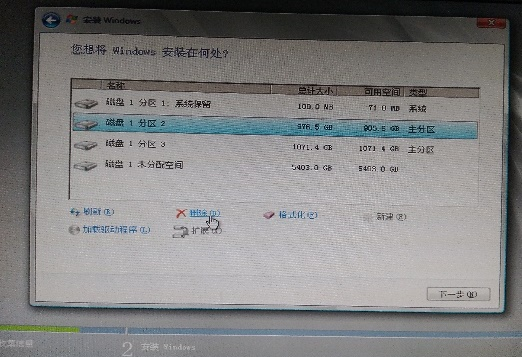 安装 Windows
您想将 Windows 安装在何处?
名称 总计大小 可用空间 类型
磁盘 1 分区 1: 系统保留 100.0 MB 71.0 MB 系统
磁盘 1 分区 2 976.5 GB 905.6 GB 主分区
磁盘 1 分区 3 1071.4 GB 1071.4 GB 主分区
磁盘 1 未分配空间 5403.0 GB 5403.0 GB
刷新(R) 删除(D) 格式化(F) 新建(E)
加载驱动程序(L) 扩展(X)
下一步(N)
2 安装 Windows